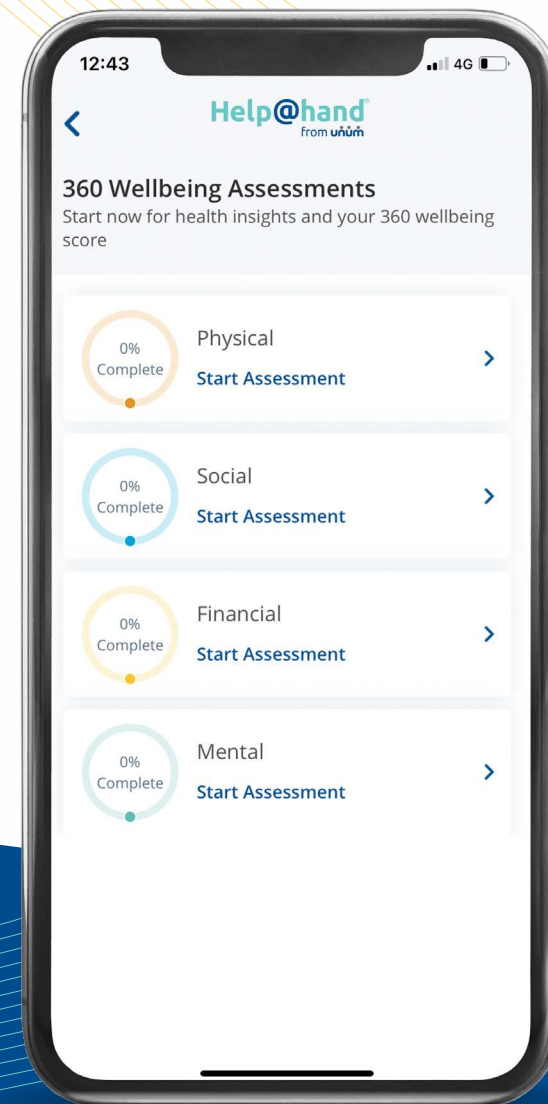 12:43
4G
Help@hand®
from unum
360 Wellbeing Assessments
Start now for health insights and your 360 wellbeing
score
0%
Complete
Physical
Start Assessment
0%
Complete
Social
Start Assessment
0%
Complete
Financial
Start Assessment
0%
Complete
Mental
Start Assessment